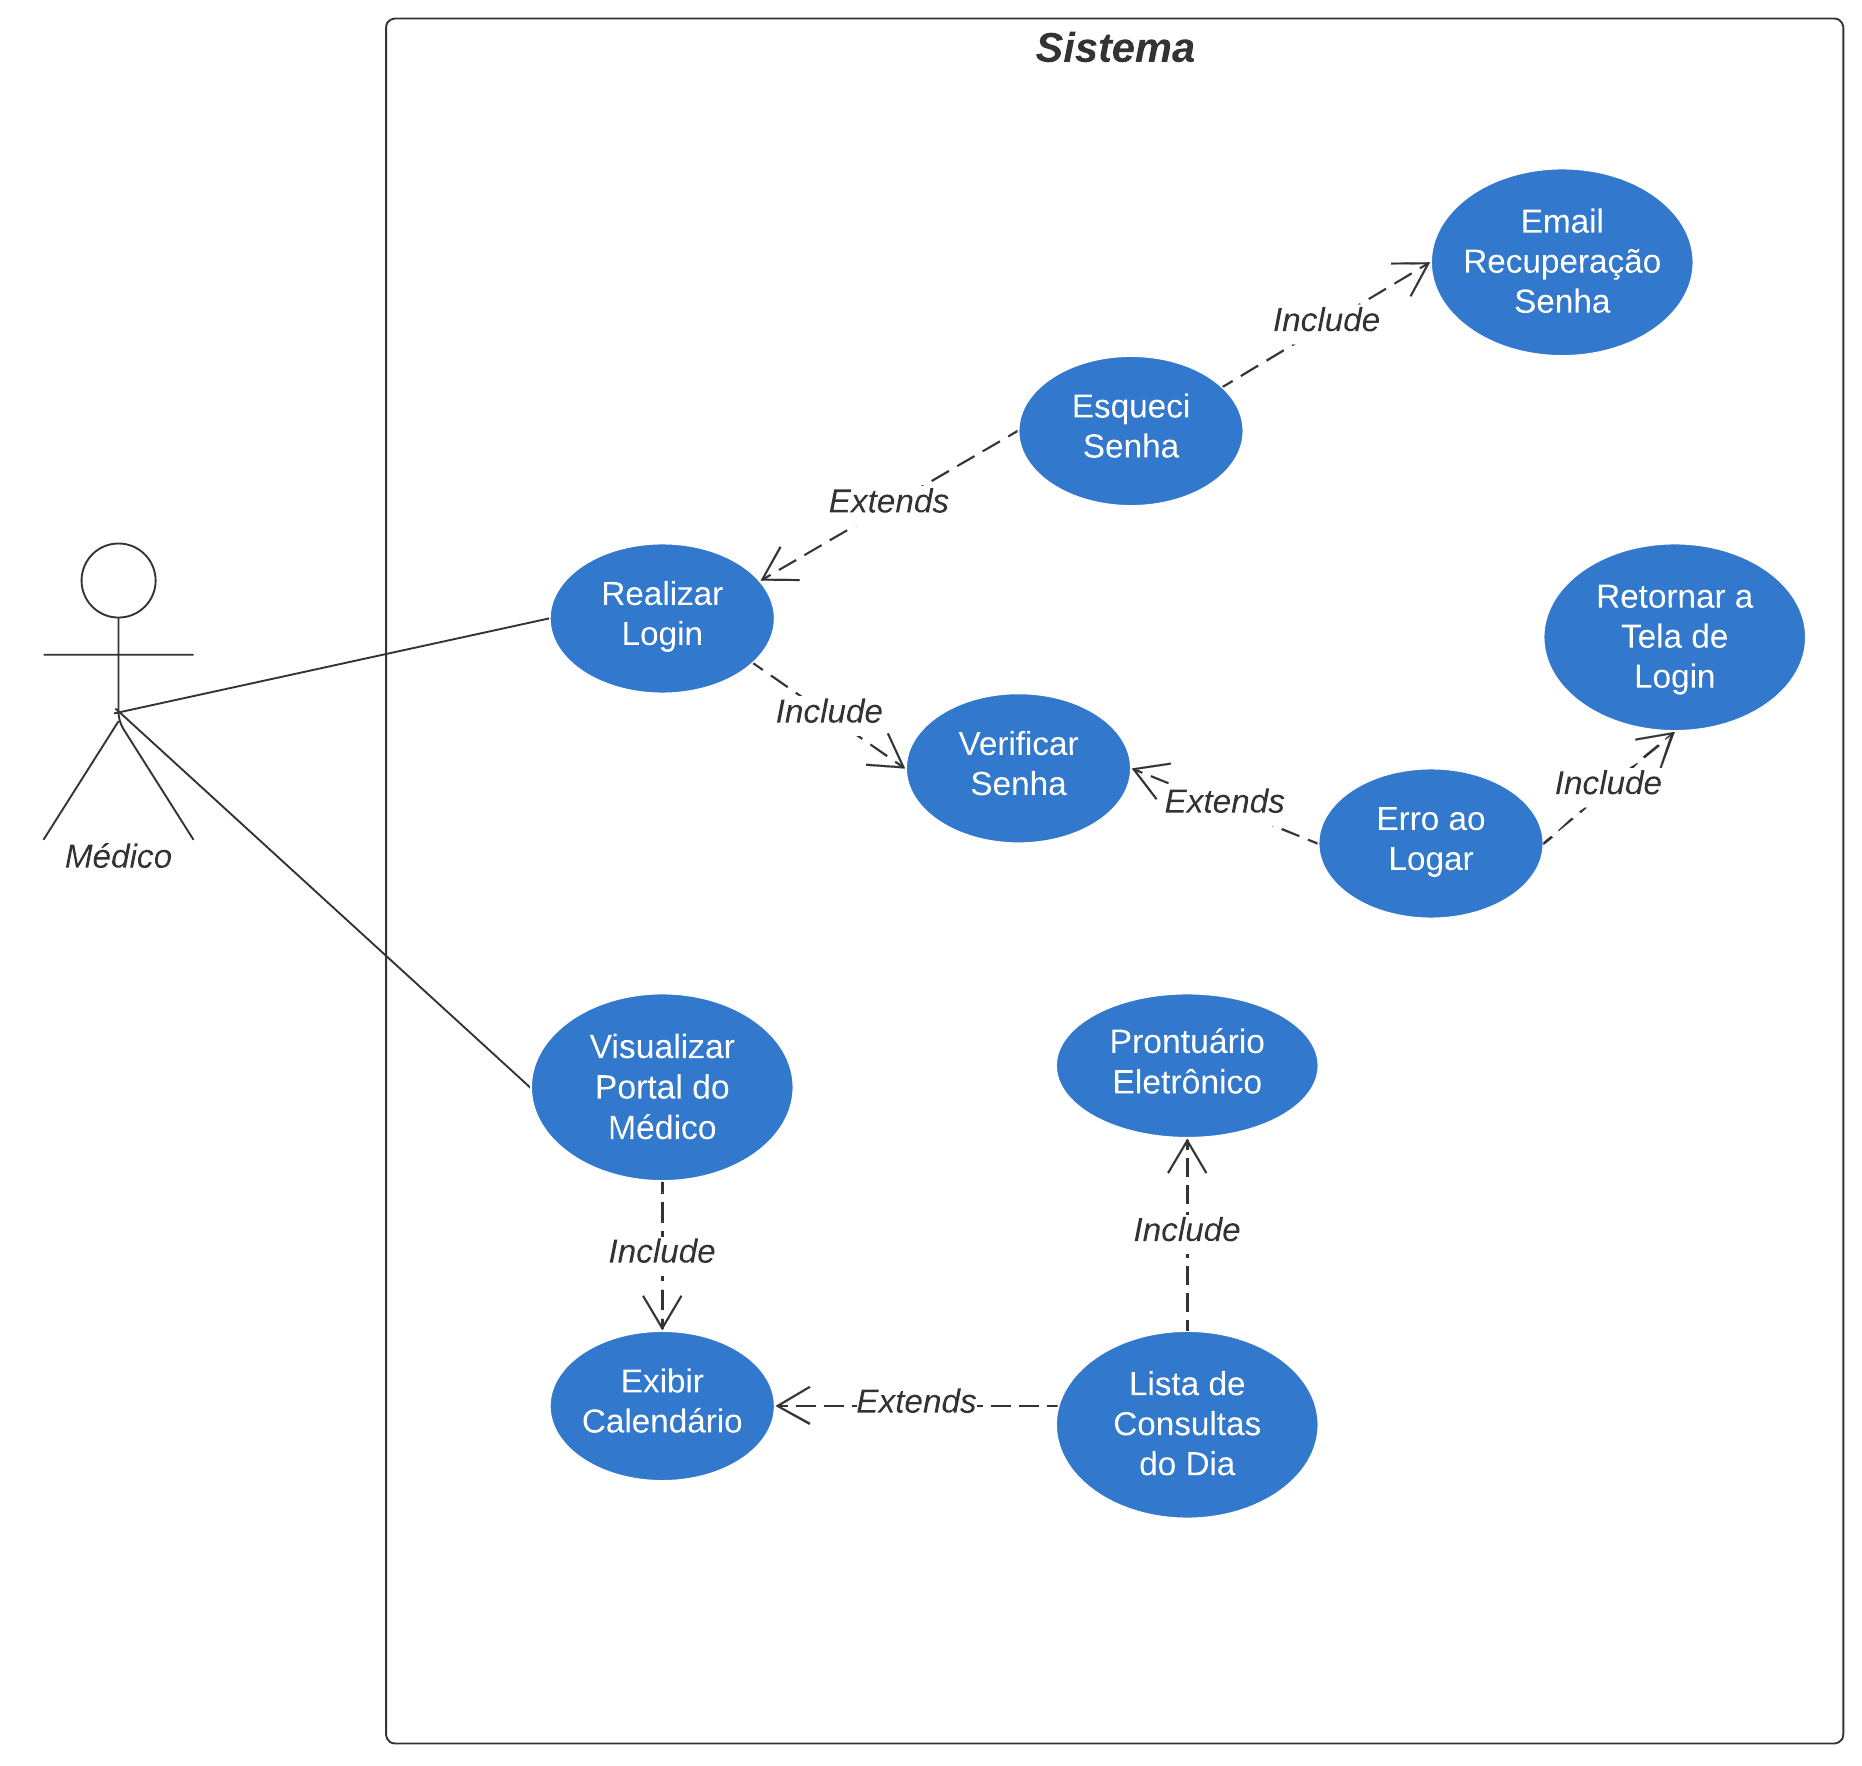 Sistema
Email
Recuperação
Senha
Include
Esqueci
Senha
Extends
Realizar
Login
Retornar a
Tela de
Login
Include
Verificar
Senha
Extends
Include
Erro ao
Logar
Médico
Visualizar
Portal do
Médico
Prontuário
Eletrônico
Include
Include
Exibir
Calendário
Extends
Lista de
Consultas
do Dia